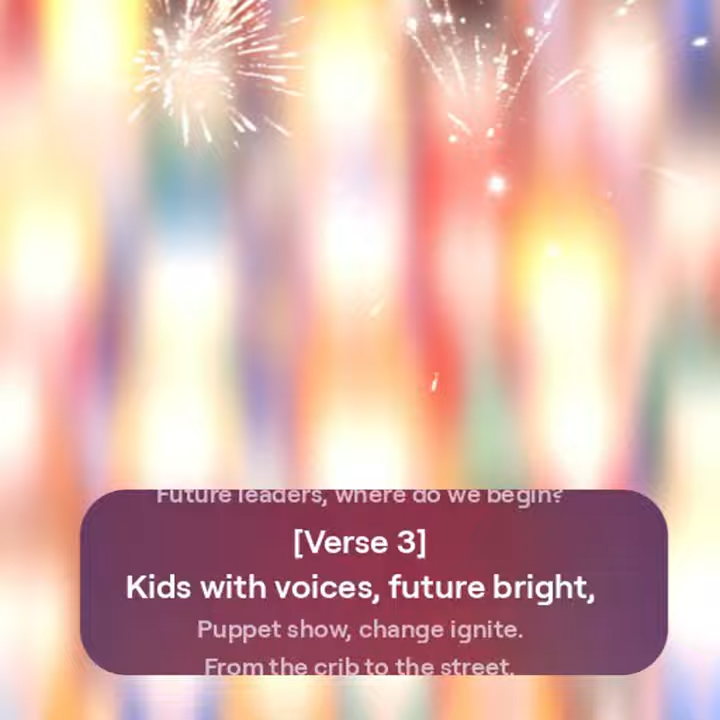 Future leaders, where do we begin?
[Verse 3]
Kids with voices, future bright,
Puppet show, change ignite.
From the crib to the street.